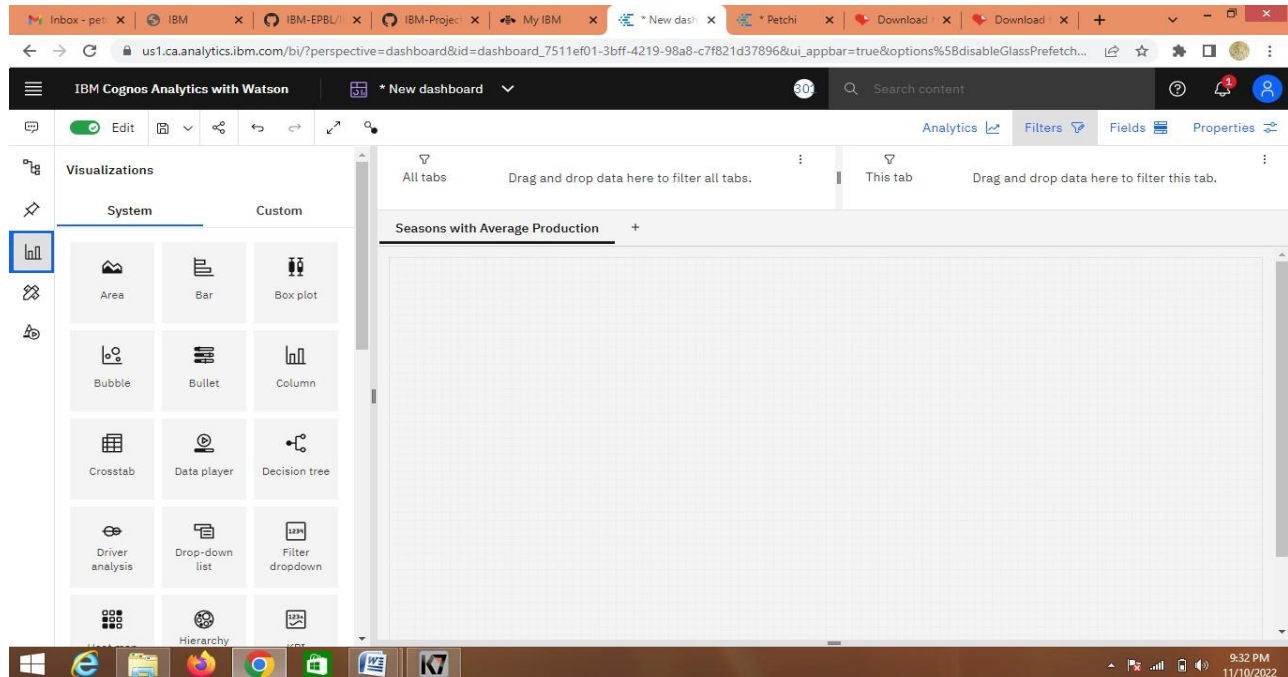 Inbox - pet
IBM
IBM-EPBL/I
IBM-Project
My IBM
* New dash
* Petchi
Download
Download
us1.ca.analytics.ibm.com/bi/?perspective=dashboard&id=dashboard_7511ef01-3bff-4219-98a8-c7f821d37896&ui_appbar=true&options%5BdisableGlassPrefetch...
IBM Cognos Analytics with Watson
* New dashboard
301
Search content
1
Edit
Analytics
Filters
Fields
Properties
Visualizations
System Custom
All tabs
Drag and drop data here to filter all tabs.
This tab
Drag and drop data here to filter this tab.
Seasons with Average Production +
Area
Bar
Box plot
Bubble
Bullet
Column
Crosstab
Data player
Decision tree
Driver
analysis
Drop-down
list
1234
Filter
dropdown
Hierarchy
K7
9:32 PM
11/10/2022